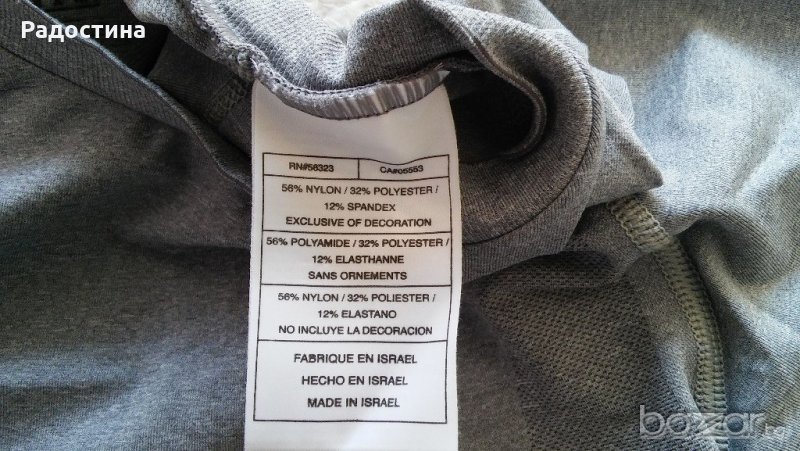 Радостина
RN#56323 CA#05553
56% NYLON / 32% POLYESTER /
12% SPANDEX
EXCLUSIVE OF DECORATION
56% POLYAMIDE / 32% POLYESTER /
12% ELASTHANNE
SANS ORNEMENTS
56% NYLON / 32% POLIESTER /
12% ELASTANO
NO INCLUYE LA DECORACION
FABRIQUE EN ISRAEL
HECHO EN ISRAEL
MADE IN ISRAEL
bazar.bg